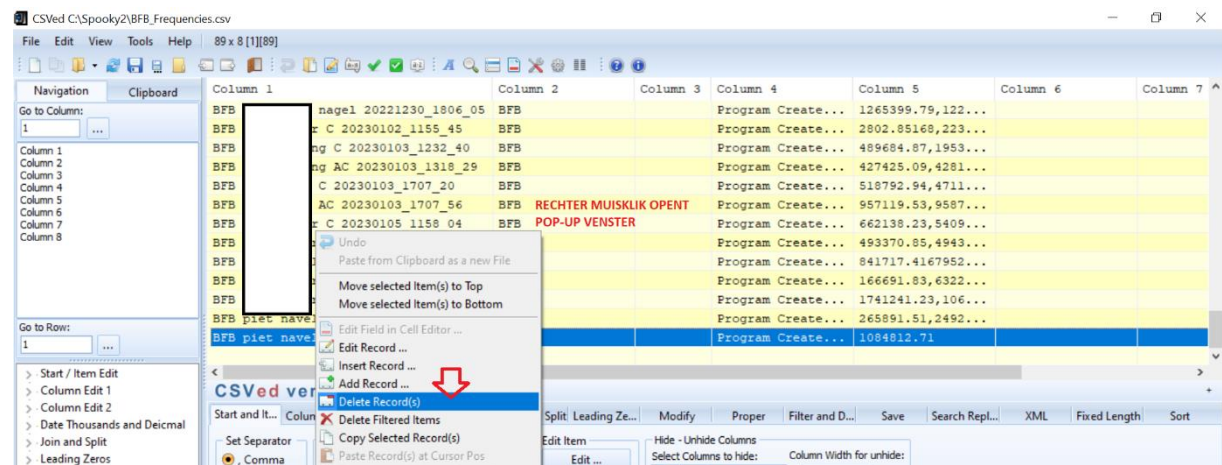 CSVed C:\Spooky2\BFB_Frequencies.csv
File Edit View Tools Help 89 x 8 [1][89]
Navigation Clipboard
Go to Column:
1 ...
Column 1
Column 2
Column 3
Column 4
Column 5
Column 6
Column 7
Column 8
Go to Row:
1 ...
Start / Item Edit
Column Edit 1
Column Edit 2
Date Thousands and Deicmal
Join and Split
Leading Zeros
Column 1 Column 2 Column 3 Column 4 Column 5 Column 6 Column 7
BFB nagel 20221230_1806_05 BFB Program Create... 1265399.79,122...
BFB r C 20230102_1155_45 BFB Program Create... 2802.85168,223...
BFB ng C 20230103_1232_40 BFB Program Create... 489684.87,1953...
BFB ng AC 20230103_1318_29 BFB Program Create... 427425.09,4281...
BFB C 20230103_1707_20 BFB Program Create... 518792.94,4711...
BFB AC 20230103_1707_56 BFB RECHTER MUISKLIK OPENT Program Create... 957119.53,9587...
BFB r C 20230105_1158_04 BFB POP-UP VENSTER Program Create... 662138.23,5409...
BFB Program Create... 493370.85,4943...
BFB Program Create... 841717.4167952...
BFB Program Create... 166691.83,6322...
BFB Program Create... 1741241.23,106...
BFB piet navel Program Create... 265891.51,2492...
BFB piet navel Program Create... 1084812.71
Undo
Paste from Clipboard as a new File
Move selected Item(s) to Top
Move selected Item(s) to Bottom
Edit Field in Cell Editor ...
Edit Record ...
Insert Record ...
Add Record ...
Delete Record(s)
Delete Filtered Items
Copy Selected Record(s)
Paste Record(s) at Cursor Pos
CSVed ver
Start and It... Colum Split Leading Ze... Modify Proper Filter and D... Save Search Repl... XML Fixed Length Sort
Set Separator Edit Item Hide - Unhide Columns
, Comma Edit ... Select Columns to hide: Column Width for unhide: